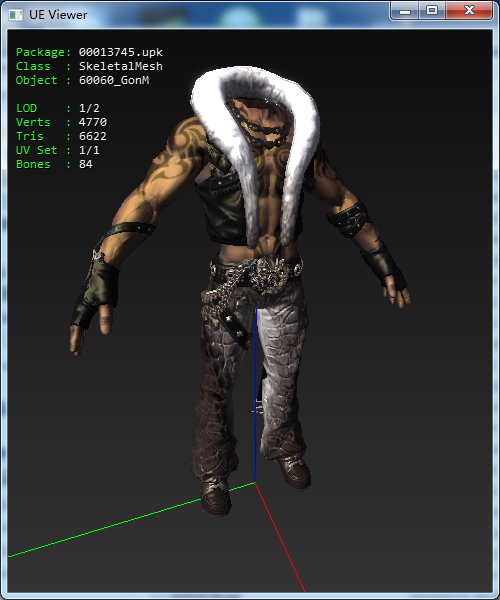 UE Viewer
Package: 00013745.upk
Class : SkeletalMesh
Object : 60060_GonM
LOD : 1/2
Verts : 4770
Tris : 6622
UV Set : 1/1
Bones : 84